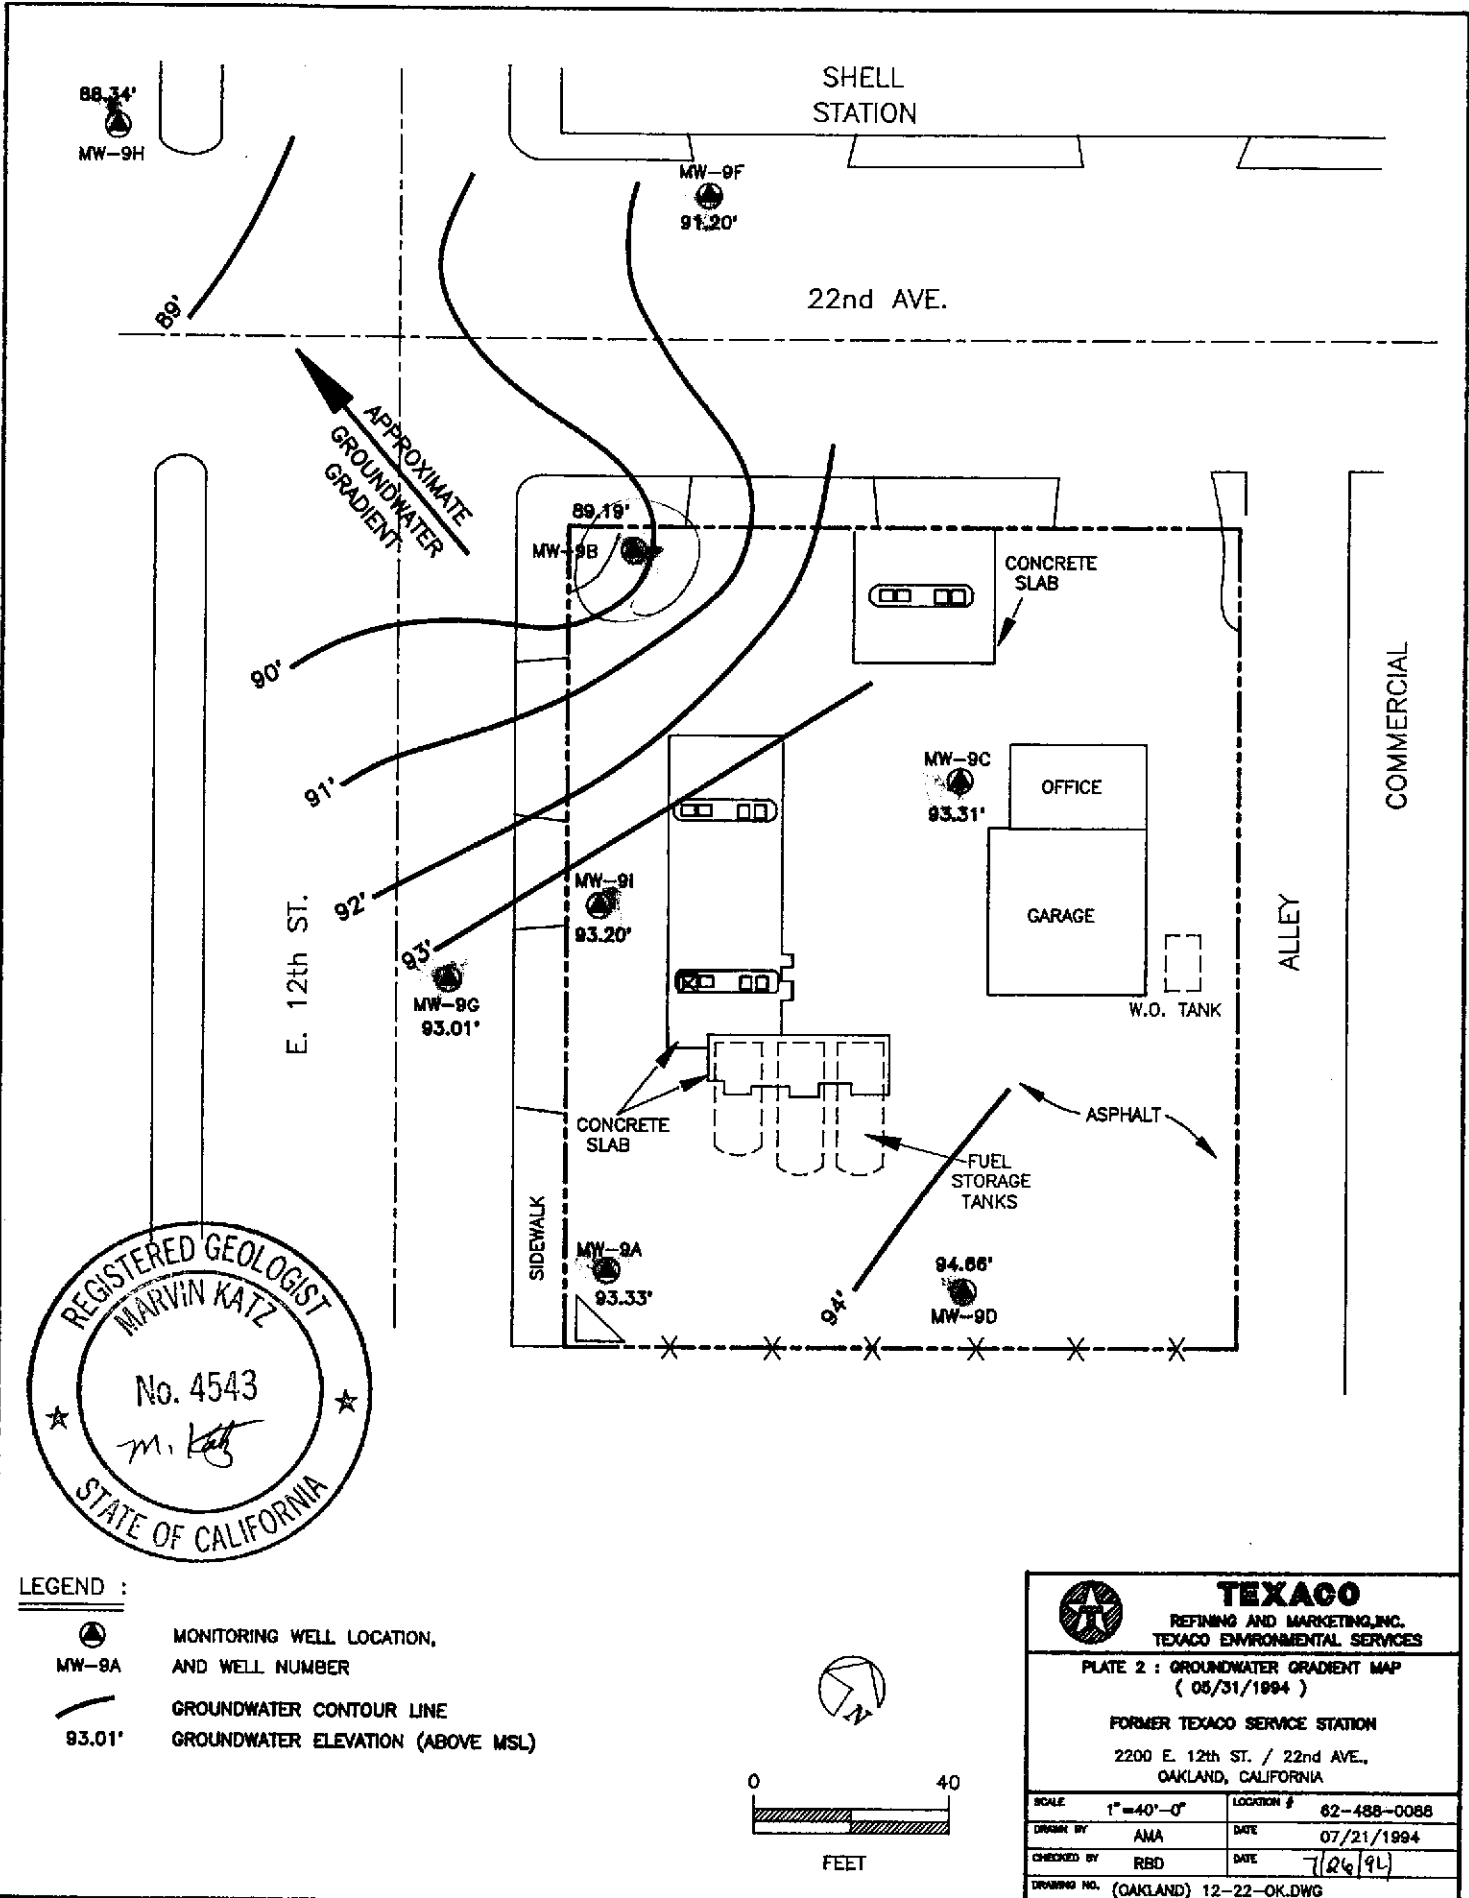 SHELL
STATION
88.34'
MW-9H
MW-9F
91.20'
22nd AVE.
89'
APPROXIMATE
GROUNDWATER
GRADIENT
89.19'
MW-9B
CONCRETE
SLAB
90'
91'
92'
93'
MW-9C
93.31'
OFFICE
GARAGE
W.O. TANK
COMMERCIAL
ALLEY
MW-9I
93.20'
E. 12th ST.
MW-9G
93.01'
CONCRETE
SLAB
ASPHALT
FUEL
STORAGE
TANKS
SIDEWALK
MW-9A
93.33'
94'
94.66'
MW-9D
REGISTERED GEOLOGIST
MARVIN KATZ
No. 4543
M. Katz
STATE OF CALIFORNIA
LEGEND :
MONITORING WELL LOCATION,
MW-9A AND WELL NUMBER
GROUNDWATER CONTOUR LINE
93.01' GROUNDWATER ELEVATION (ABOVE MSL)
N
0 40
FEET
T
TEXACO
REFINING AND MARKETING,INC.
TEXACO ENVIRONMENTAL SERVICES
PLATE 2 : GROUNDWATER GRADIENT MAP
( 05/31/1994 )
FORMER TEXACO SERVICE STATION
2200 E. 12th ST. / 22nd AVE.,
OAKLAND, CALIFORNIA
SCALE 1"=40'-0" LOCATION # 62-488-0088
DRAWN BY AMA DATE 07/21/1994
CHECKED BY RBD DATE 7/26/94
DRAWING NO. (OAKLAND) 12-22-OK.DWG